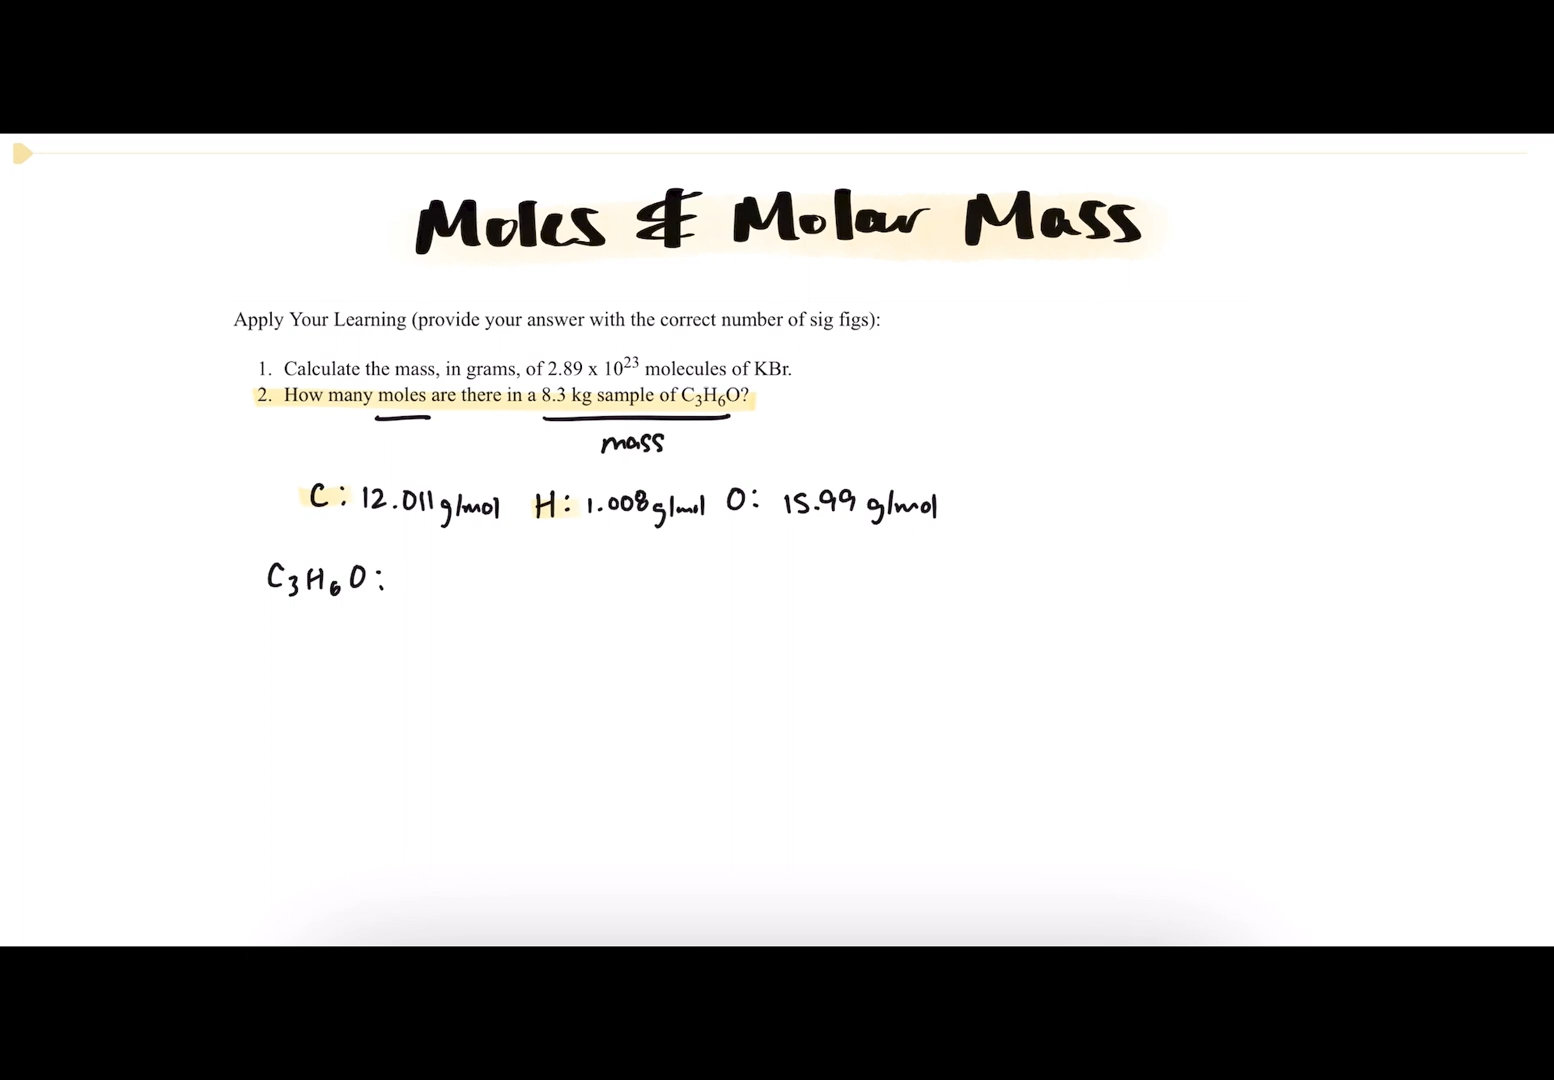 Moles & Molar Mass
Apply Your Learning (provide your answer with the correct number of sig figs):
1. Calculate the mass, in grams, of 2.89 x 10²³ molecules of KBr.
2. How many moles are there in a 8.3 kg sample of C₃H₆O?
mass
C: 12.011 g/mol H: 1.008 g/mol O: 15.99 g/mol
C₃H₆O: